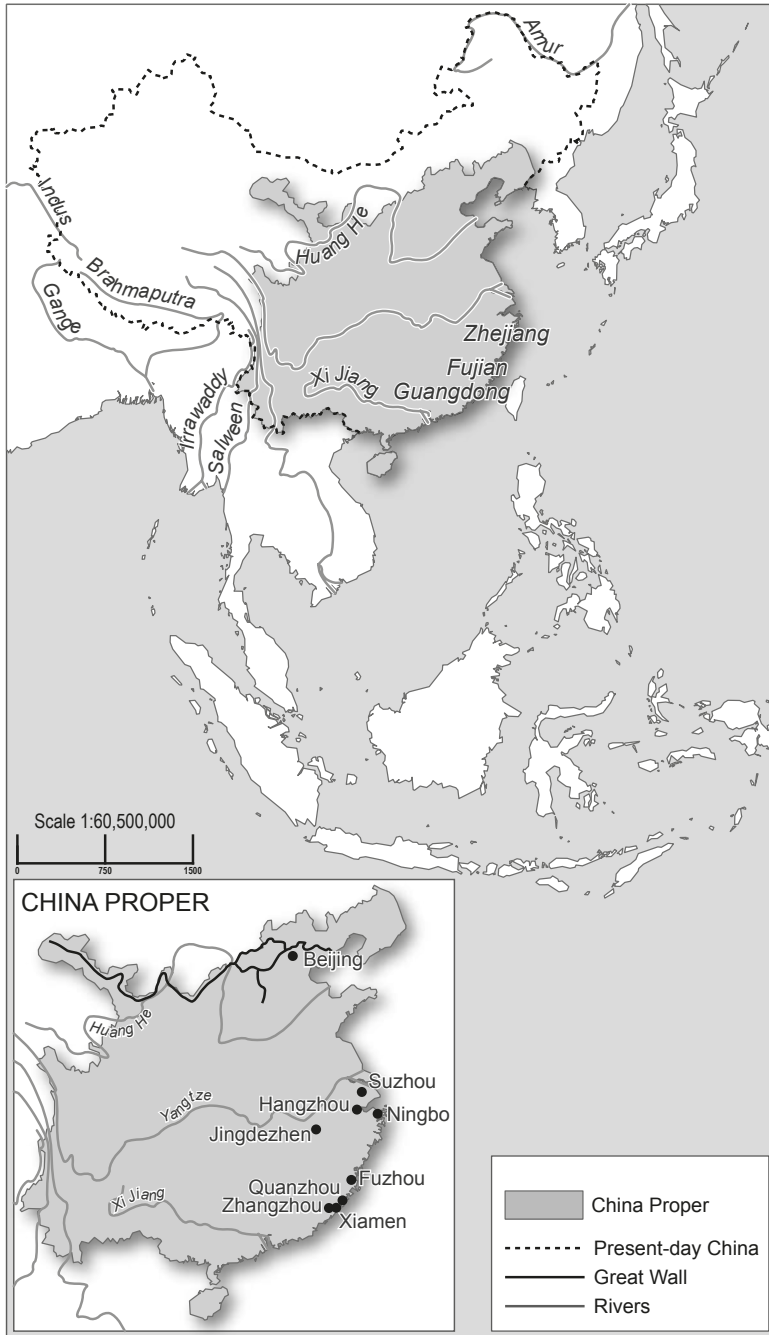 Amur
Indus
Huang He
Brahmaputra
Gange
Zhejiang
Fujian
Xi Jiang
Guangdong
Irrawaddy
Salween
Scale 1:60,500,000
0 750 1500
CHINA PROPER
Beijing
Huang He
Suzhou
Yangtze
Hangzhou
Ningbo
Jingdezhen
Fuzhou
Quanzhou
Xi Jiang
Zhangzhou
Xiamen
China Proper
Present-day China
Great Wall
Rivers